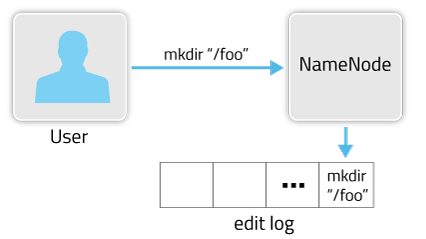 mkdir “/foo”
NameNode
User
mkdir
“/foo”
edit log